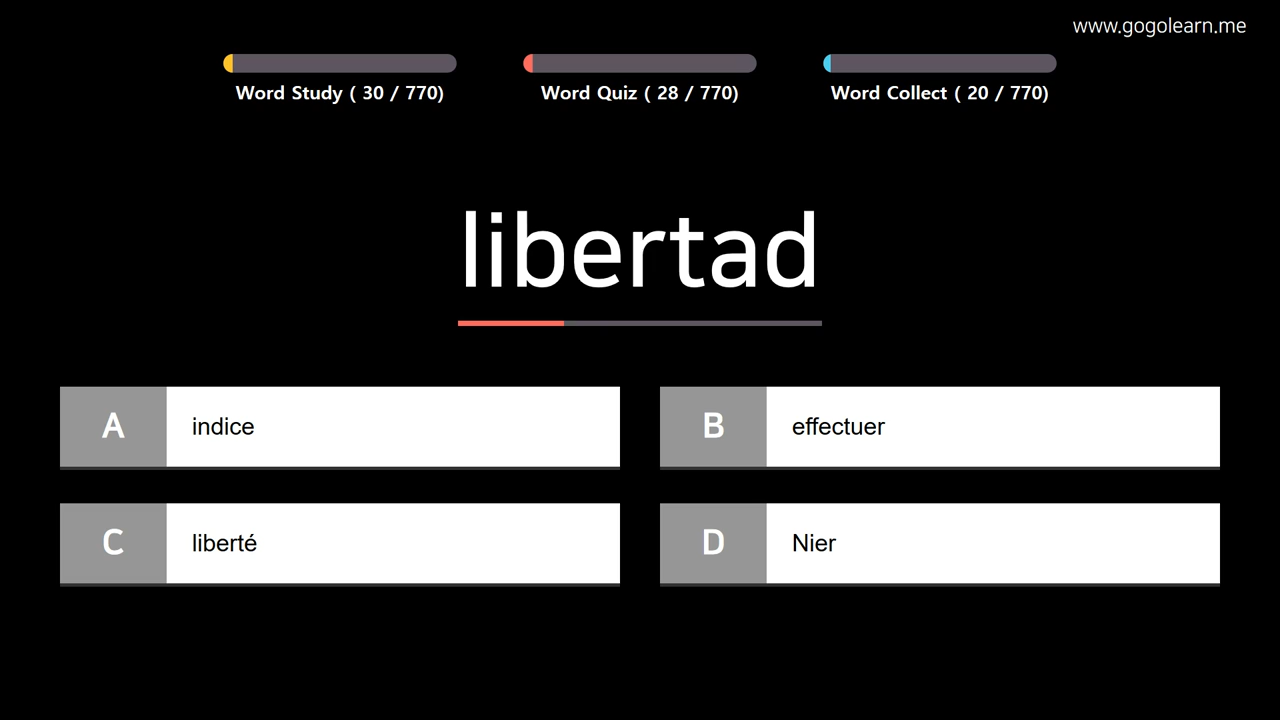 www.gogolearn.me
Word Study ( 30 / 770)
Word Quiz ( 28 / 770)
Word Collect ( 20 / 770)
libertad
A indice
B effectuer
C liberté
D Nier